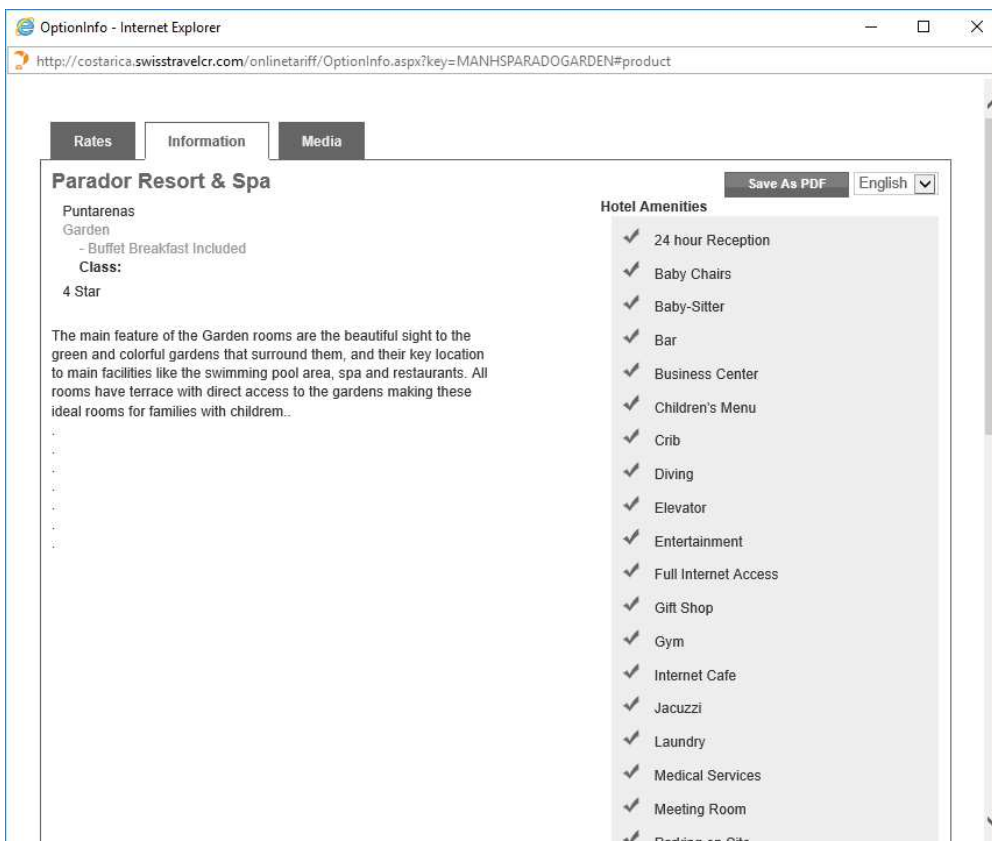 OptionInfo - Internet Explorer
http://costarica.swisstravelcr.com/onlinetariff/OptionInfo.aspx?key=MANHSPARADOGARDEN#product
Rates
Information
Media
Parador Resort & Spa
Save As PDF
English
Puntarenas
Garden
- Buffet Breakfast Included
Class:
4 Star
The main feature of the Garden rooms are the beautiful sight to the
green and colorful gardens that surround them, and their key location
to main facilities like the swimming pool area, spa and restaurants. All
rooms have terrace with direct access to the gardens making these
ideal rooms for families with childrem..
.
.
.
.
.
.
.
Hotel Amenities
24 hour Reception
Baby Chairs
Baby-Sitter
Bar
Business Center
Children's Menu
Crib
Diving
Elevator
Entertainment
Full Internet Access
Gift Shop
Gym
Internet Cafe
Jacuzzi
Laundry
Medical Services
Meeting Room
Parking on Site